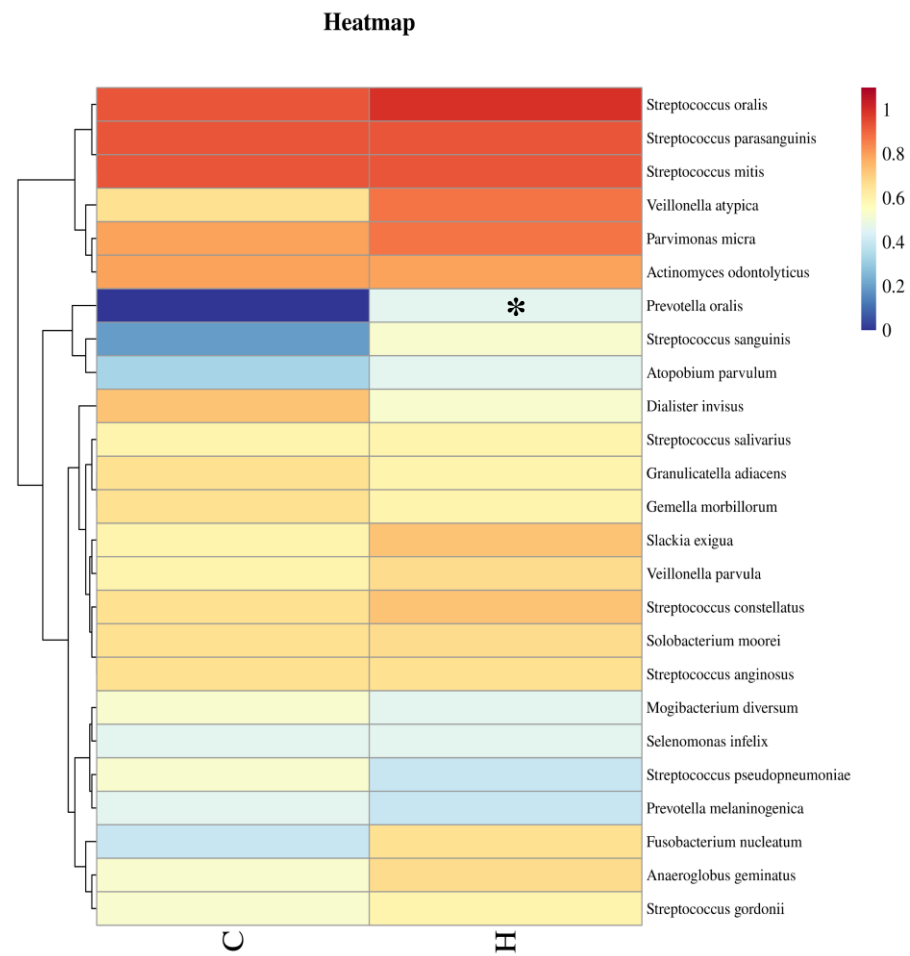 Heatmap
Streptococcus oralis
Streptococcus parasanguinis
Streptococcus mitis
Veillonella atypica
Parvimonas micra
Actinomyces odontolyticus
Prevotella oralis
Streptococcus sanguinis
Atopobium parvulum
Dialister invisus
Streptococcus salivarius
Granulicatella adiacens
Gemella morbillorum
Slackia exigua
Veillonella parvula
Streptococcus constellatus
Solobacterium moorei
Streptococcus anginosus
Mogibacterium diversum
Selenomonas infelix
Streptococcus pseudopneumoniae
Prevotella melaninogenica
Fusobacterium nucleatum
Anaeroglobus geminatus
Streptococcus gordonii
*
1
0.8
0.6
0.4
0.2
0
C
H